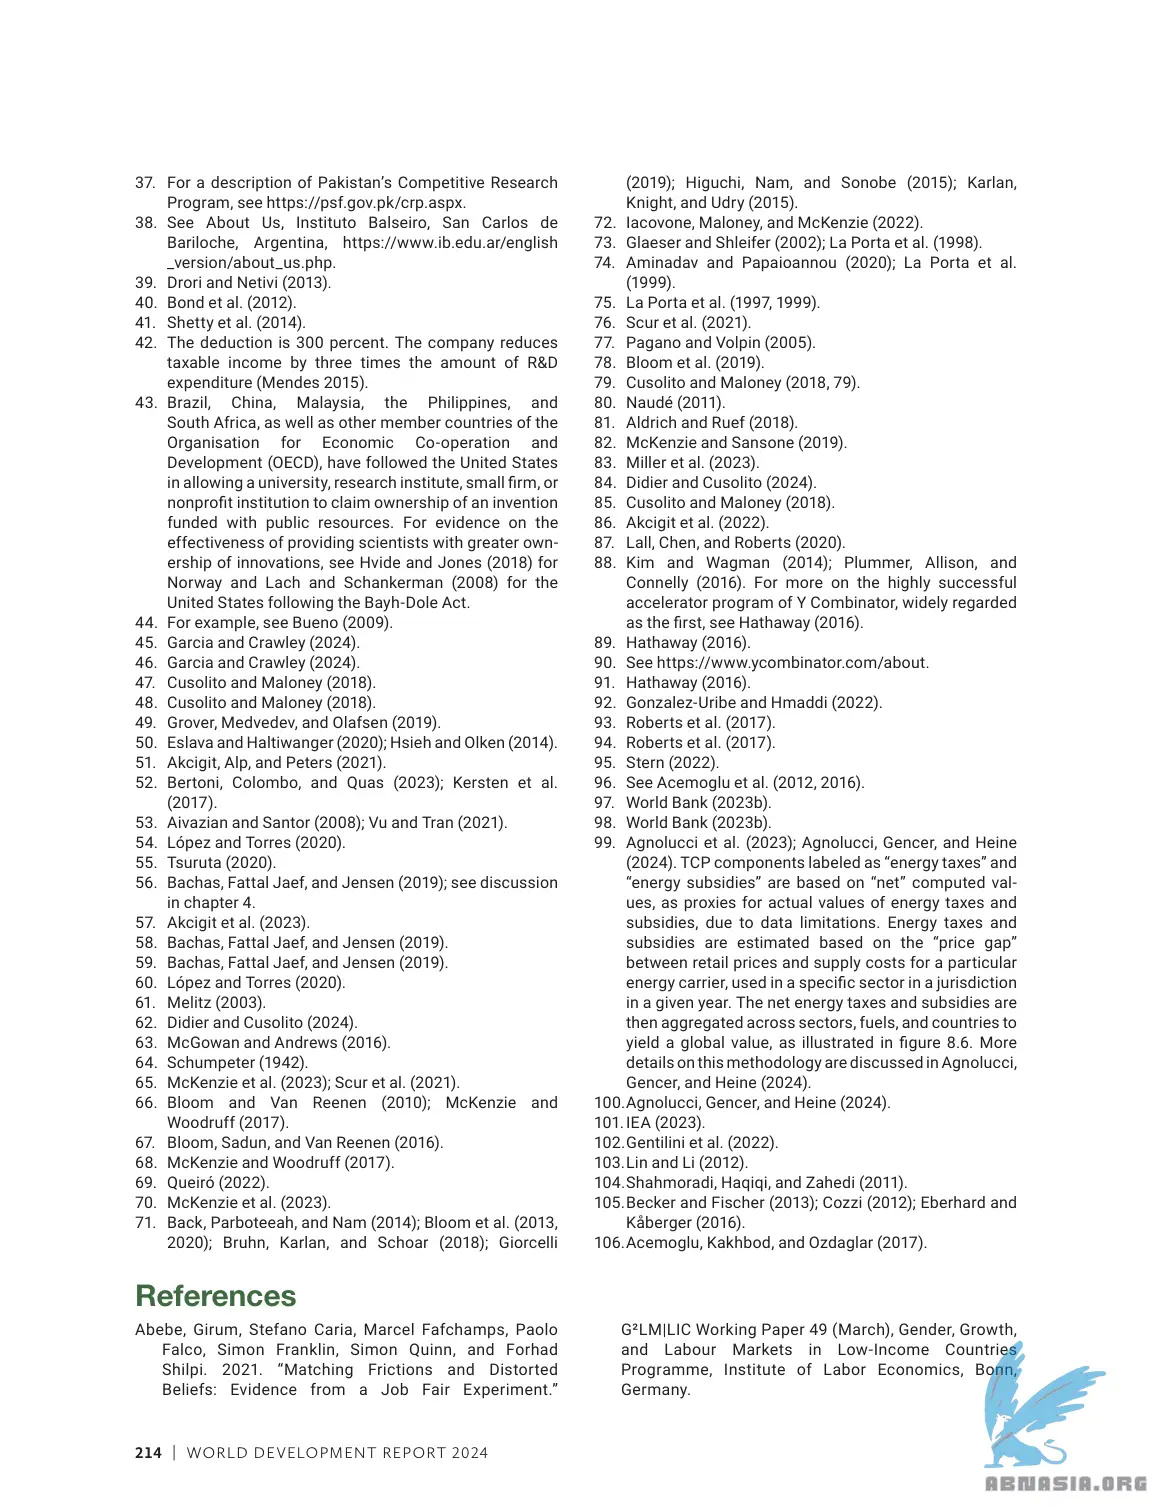 37. For a description of Pakistan’s Competitive Research
Program, see https://psf.gov.pk/crp.aspx.
38. See About Us, Instituto Balseiro, San Carlos de
Bariloche, Argentina, https://www.ib.edu.ar/english
_version/about_us.php.
39. Drori and Netivi (2013).
40. Bond et al. (2012).
41. Shetty et al. (2014).
42. The deduction is 300 percent. The company reduces
taxable income by three times the amount of R&D
expenditure (Mendes 2015).
43. Brazil, China, Malaysia, the Philippines, and
South Africa, as well as other member countries of the
Organisation for Economic Co-operation and
Development (OECD), have followed the United States
in allowing a university, research institute, small firm, or
nonprofit institution to claim ownership of an invention
funded with public resources. For evidence on the
effectiveness of providing scientists with greater own-
ership of innovations, see Hvide and Jones (2018) for
Norway and Lach and Schankerman (2008) for the
United States following the Bayh-Dole Act.
44. For example, see Bueno (2009).
45. Garcia and Crawley (2024).
46. Garcia and Crawley (2024).
47. Cusolito and Maloney (2018).
48. Cusolito and Maloney (2018).
49. Grover, Medvedev, and Olafsen (2019).
50. Eslava and Haltiwanger (2020); Hsieh and Olken (2014).
51. Akcigit, Alp, and Peters (2021).
52. Bertoni, Colombo, and Quas (2023); Kersten et al.
(2017).
53. Aivazian and Santor (2008); Vu and Tran (2021).
54. López and Torres (2020).
55. Tsuruta (2020).
56. Bachas, Fattal Jaef, and Jensen (2019); see discussion
in chapter 4.
57. Akcigit et al. (2023).
58. Bachas, Fattal Jaef, and Jensen (2019).
59. Bachas, Fattal Jaef, and Jensen (2019).
60. López and Torres (2020).
61. Melitz (2003).
62. Didier and Cusolito (2024).
63. McGowan and Andrews (2016).
64. Schumpeter (1942).
65. McKenzie et al. (2023); Scur et al. (2021).
66. Bloom and Van Reenen (2010); McKenzie and
Woodruff (2017).
67. Bloom, Sadun, and Van Reenen (2016).
68. McKenzie and Woodruff (2017).
69. Queiró (2022).
70. McKenzie et al. (2023).
71. Back, Parboteeah, and Nam (2014); Bloom et al. (2013,
2020); Bruhn, Karlan, and Schoar (2018); Giorcelli
(2019); Higuchi, Nam, and Sonobe (2015); Karlan,
Knight, and Udry (2015).
72. Iacovone, Maloney, and McKenzie (2022).
73. Glaeser and Shleifer (2002); La Porta et al. (1998).
74. Aminadav and Papaioannou (2020); La Porta et al.
(1999).
75. La Porta et al. (1997, 1999).
76. Scur et al. (2021).
77. Pagano and Volpin (2005).
78. Bloom et al. (2019).
79. Cusolito and Maloney (2018, 79).
80. Naudé (2011).
81. Aldrich and Ruef (2018).
82. McKenzie and Sansone (2019).
83. Miller et al. (2023).
84. Didier and Cusolito (2024).
85. Cusolito and Maloney (2018).
86. Akcigit et al. (2022).
87. Lall, Chen, and Roberts (2020).
88. Kim and Wagman (2014); Plummer, Allison, and
Connelly (2016). For more on the highly successful
accelerator program of Y Combinator, widely regarded
as the first, see Hathaway (2016).
89. Hathaway (2016).
90. See https://www.ycombinator.com/about.
91. Hathaway (2016).
92. Gonzalez-Uribe and Hmaddi (2022).
93. Roberts et al. (2017).
94. Roberts et al. (2017).
95. Stern (2022).
96. See Acemoglu et al. (2012, 2016).
97. World Bank (2023b).
98. World Bank (2023b).
99. Agnolucci et al. (2023); Agnolucci, Gencer, and Heine
(2024). TCP components labeled as “energy taxes” and
“energy subsidies” are based on “net” computed val-
ues, as proxies for actual values of energy taxes and
subsidies, due to data limitations. Energy taxes and
subsidies are estimated based on the “price gap”
between retail prices and supply costs for a particular
energy carrier, used in a specific sector in a jurisdiction
in a given year. The net energy taxes and subsidies are
then aggregated across sectors, fuels, and countries to
yield a global value, as illustrated in figure 8.6. More
details on this methodology are discussed in Agnolucci,
Gencer, and Heine (2024).
100. Agnolucci, Gencer, and Heine (2024).
101. IEA (2023).
102. Gentilini et al. (2022).
103. Lin and Li (2012).
104. Shahmoradi, Haqiqi, and Zahedi (2011).
105. Becker and Fischer (2013); Cozzi (2012); Eberhard and
Kåberger (2016).
106. Acemoglu, Kakhbod, and Ozdaglar (2017).
References
Abebe, Girum, Stefano Caria, Marcel Fafchamps, Paolo
Falco, Simon Franklin, Simon Quinn, and Forhad
Shilpi. 2021. “Matching Frictions and Distorted
Beliefs: Evidence from a Job Fair Experiment.”
G²LM|LIC Working Paper 49 (March), Gender, Growth,
and Labour Markets in Low-Income Countries
Programme, Institute of Labor Economics, Bonn,
Germany.
214 | WORLD DEVELOPMENT REPORT 2024
ABNASIA.ORG